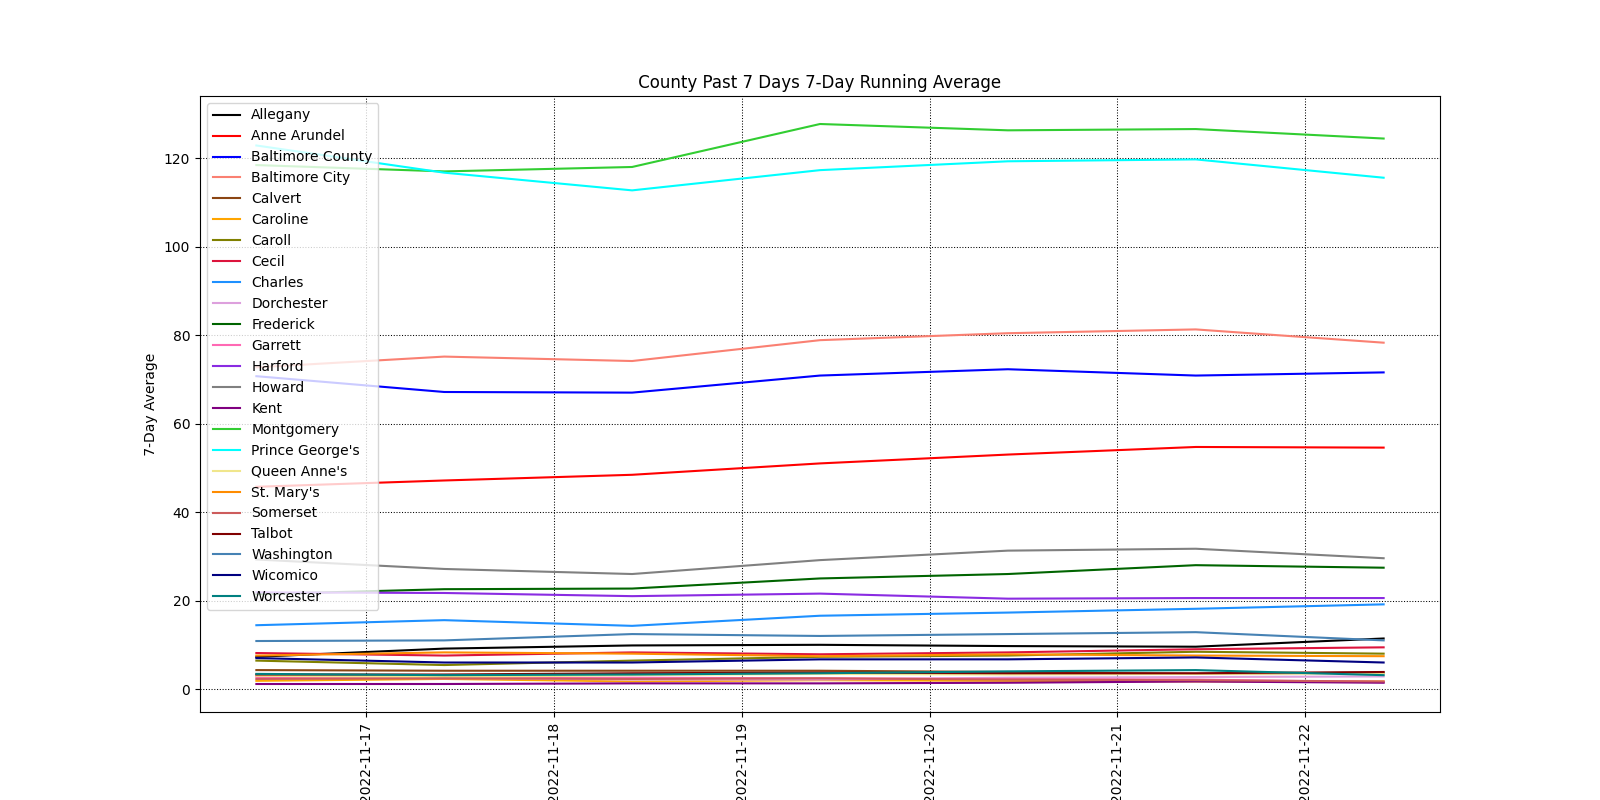 County Past 7 Days 7-Day Running Average
7-Day Average
120
100
80
60
40
20
0
Allegany
Anne Arundel
Baltimore County
Baltimore City
Calvert
Caroline
Caroll
Cecil
Charles
Dorchester
Frederick
Garrett
Harford
Howard
Kent
Montgomery
Prince George's
Queen Anne's
St. Mary's
Somerset
Talbot
Washington
Wicomico
Worcester
2022-11-17
2022-11-18
2022-11-19
2022-11-20
2022-11-21
2022-11-22